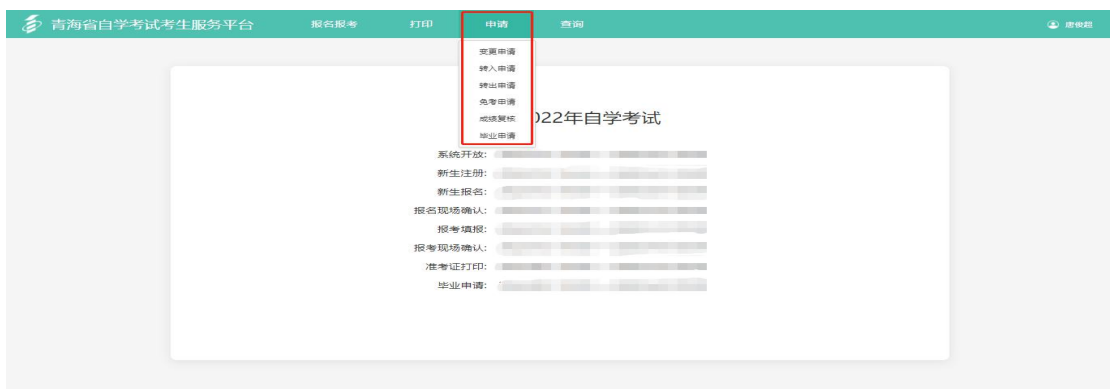 青海省自学考试考生服务平台 报名报考 打印 申请 查询 唐俊超
变更申请
转入申请
转出申请
免考申请
成绩复核
毕业申请
022年自学考试
系统开放:
新生注册:
新生报名:
报名现场确认:
报考填报:
报考现场确认:
准考证打印:
毕业申请: